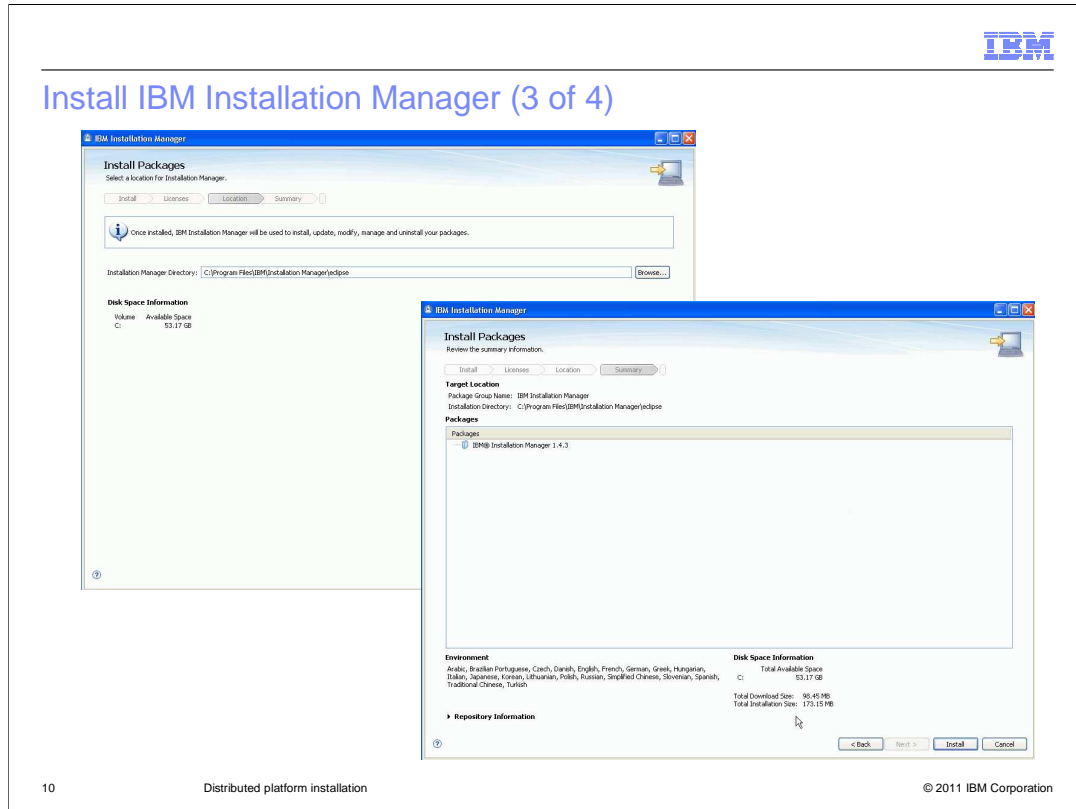 IBM
Install IBM Installation Manager (3 of 4)
IBM Installation Manager
Install Packages
Select a location for Installation Manager.
Install Licenses Location Summary
Once installed, IBM Installation Manager will be used to install, update, modify, manage and uninstall your packages.
Installation Manager Directory: C:\Program Files\IBM\Installation Manager\eclipse Browse...
Disk Space Information
Volume Available Space
C: 53.17 GB
IBM Installation Manager
Install Packages
Review the summary information.
Install Licenses Location Summary
Target Location
Package Group Name: IBM Installation Manager
Installation Directory: C:\Program Files\IBM\Installation Manager\eclipse
Packages
Packages
IBM® Installation Manager 1.4.3
Environment
Arabic, Brazilian Portuguese, Czech, Danish, English, French, German, Greek, Hungarian,
Italian, Japanese, Korean, Lithuanian, Polish, Russian, Simplified Chinese, Slovenian, Spanish,
Traditional Chinese, Turkish
Disk Space Information
Total Available Space
C: 53.17 GB
Total Download Size: 98.45 MB
Total Installation Size: 173.15 MB
Repository Information
< Back Next > Install Cancel
10 Distributed platform installation © 2011 IBM Corporation